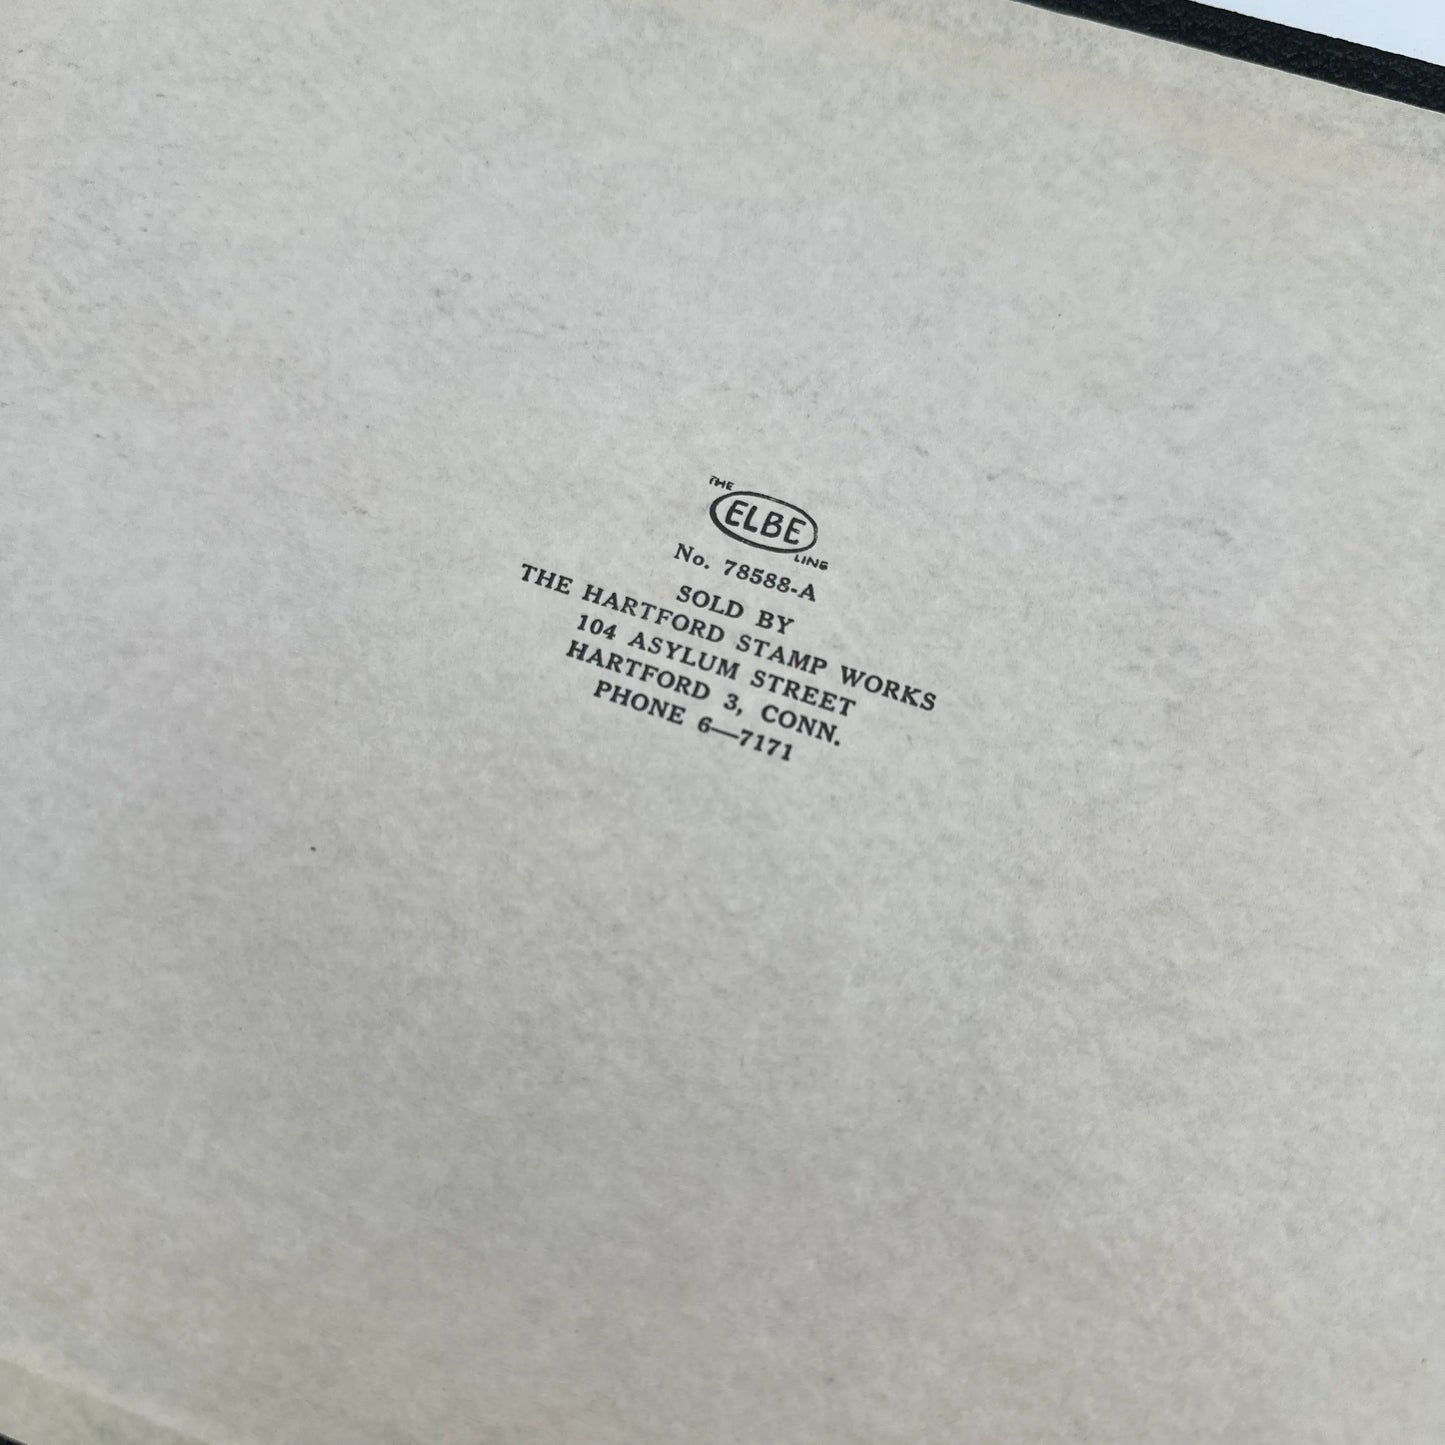 THE
ELBE
LINE
No. 78588-A
SOLD BY
THE HARTFORD STAMP WORKS
104 ASYLUM STREET
HARTFORD 3, CONN.
PHONE 6—7171